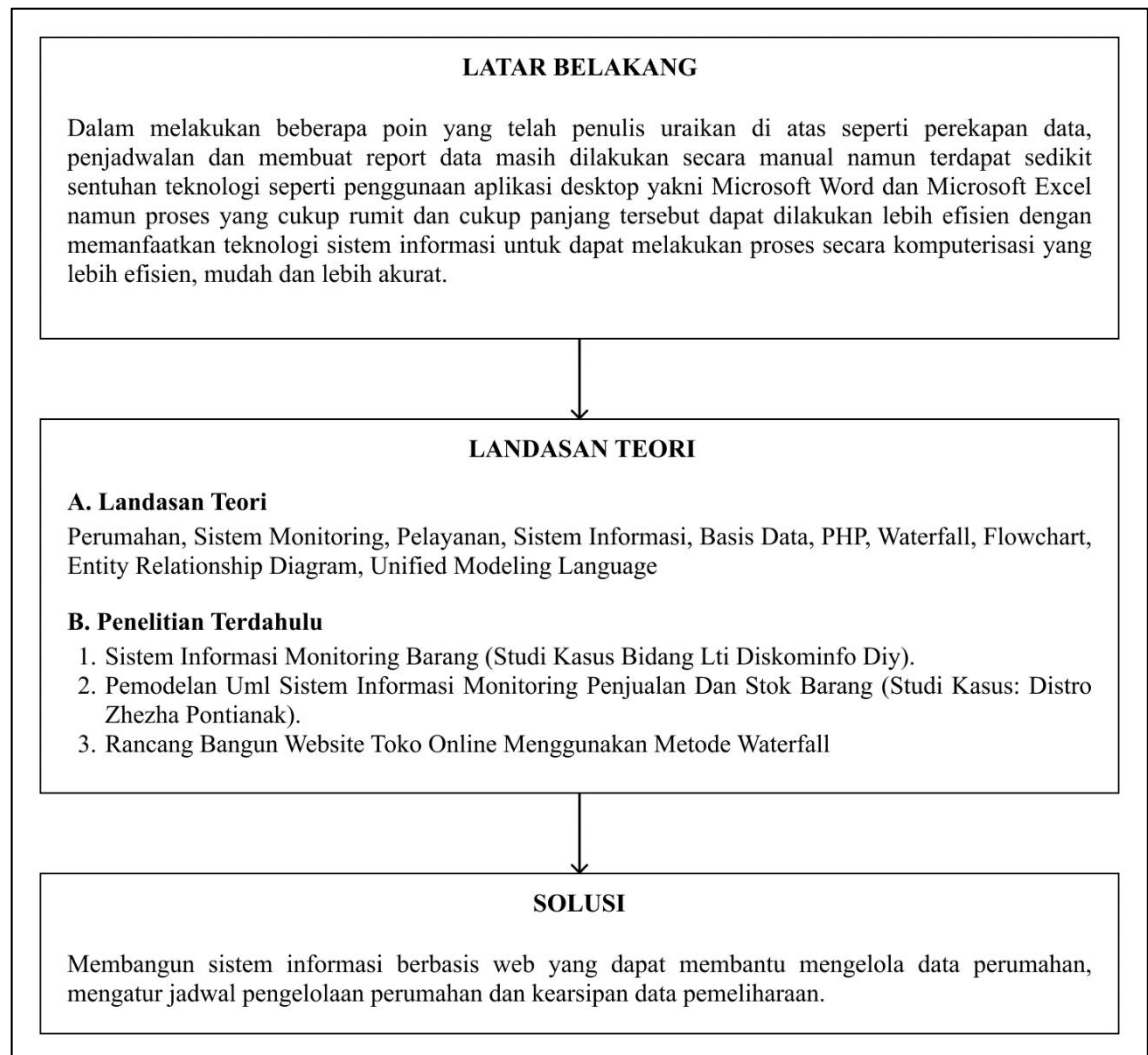 LATAR BELAKANG
Dalam melakukan beberapa poin yang telah penulis uraikan di atas seperti perekapan data,
penjadwalan dan membuat report data masih dilakukan secara manual namun terdapat sedikit
sentuhan teknologi seperti penggunaan aplikasi desktop yakni Microsoft Word dan Microsoft Excel
namun proses yang cukup rumit dan cukup panjang tersebut dapat dilakukan lebih efisien dengan
memanfaatkan teknologi sistem informasi untuk dapat melakukan proses secara komputerisasi yang
lebih efisien, mudah dan lebih akurat.
LANDASAN TEORI
A. Landasan Teori
Perumahan, Sistem Monitoring, Pelayanan, Sistem Informasi, Basis Data, PHP, Waterfall, Flowchart,
Entity Relationship Diagram, Unified Modeling Language
B. Penelitian Terdahulu
1. Sistem Informasi Monitoring Barang (Studi Kasus Bidang Lti Diskominfo Diy).
2. Pemodelan Uml Sistem Informasi Monitoring Penjualan Dan Stok Barang (Studi Kasus: Distro
Zhezha Pontianak).
3. Rancang Bangun Website Toko Online Menggunakan Metode Waterfall
SOLUSI
Membangun sistem informasi berbasis web yang dapat membantu mengelola data perumahan,
mengatur jadwal pengelolaan perumahan dan kearsipan data pemeliharaan.